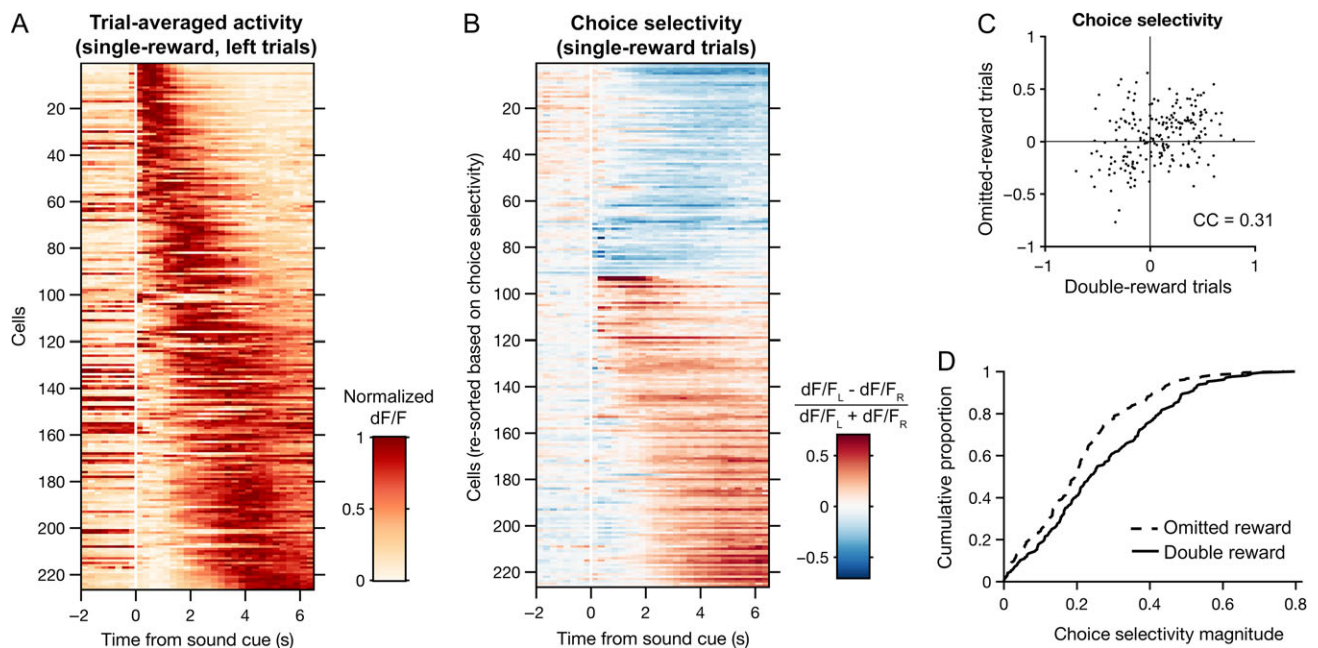 A
Trial-averaged activity
(single-reward, left trials)
20
40
60
80
100
120
140
160
180
200
220
Cells
−2
0
2
4
6
Time from sound cue (s)
Normalized
dF/F
1
0.5
0
B
Choice selectivity
(single-reward trials)
20
40
60
80
100
120
140
160
180
200
220
Cells (re-sorted based on choice selectivity)
−2
0
2
4
6
Time from sound cue (s)
dF/FL - dF/FR
dF/FL + dF/FR
0.5
0
−0.5
C
Choice selectivity
1
0.5
0
−0.5
−1
Omitted-reward trials
CC = 0.31
−1
0
1
Double-reward trials
D
1
0.8
0.6
0.4
0.2
0
Cumulative proportion
Omitted reward
Double reward
0
0.2
0.4
0.6
0.8
Choice selectivity magnitude